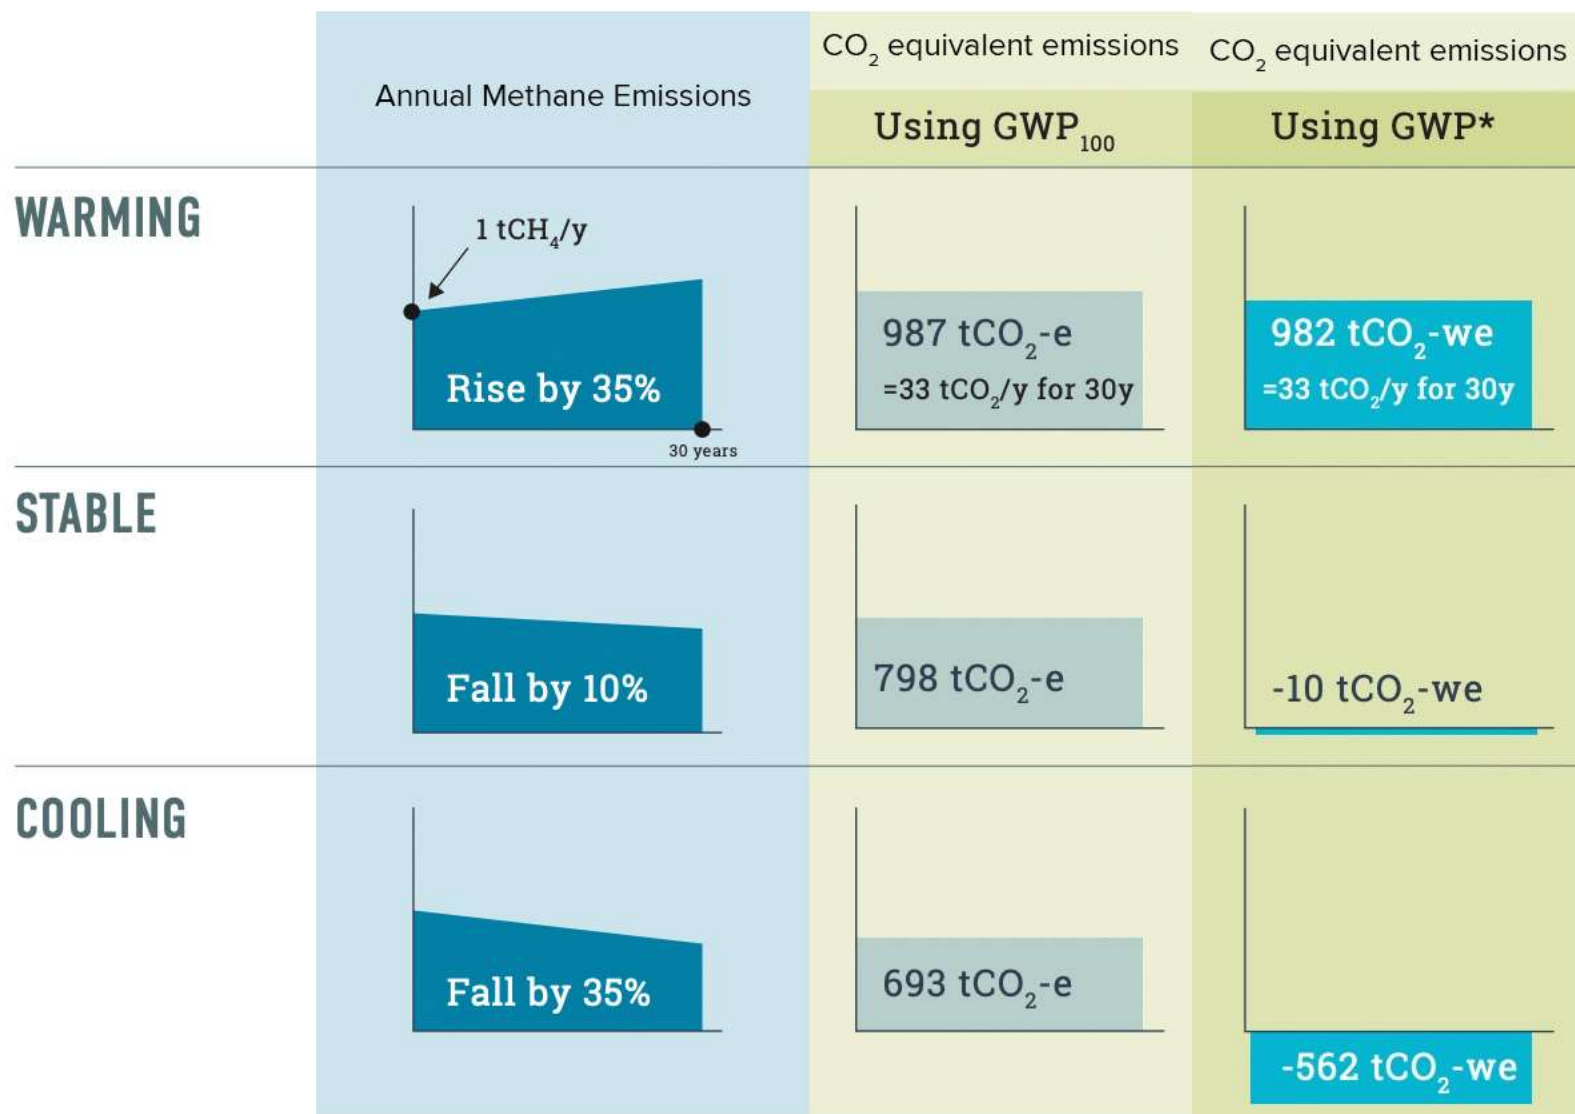 Annual Methane Emissions
CO₂ equivalent emissions
Using GWP₁₀₀
CO₂ equivalent emissions
Using GWP*
WARMING
1 tCH₄/y
Rise by 35%
30 years
987 tCO₂-e
=33 tCO₂/y for 30y
982 tCO₂-we
=33 tCO₂/y for 30y
STABLE
Fall by 10%
798 tCO₂-e
-10 tCO₂-we
COOLING
Fall by 35%
693 tCO₂-e
-562 tCO₂-we